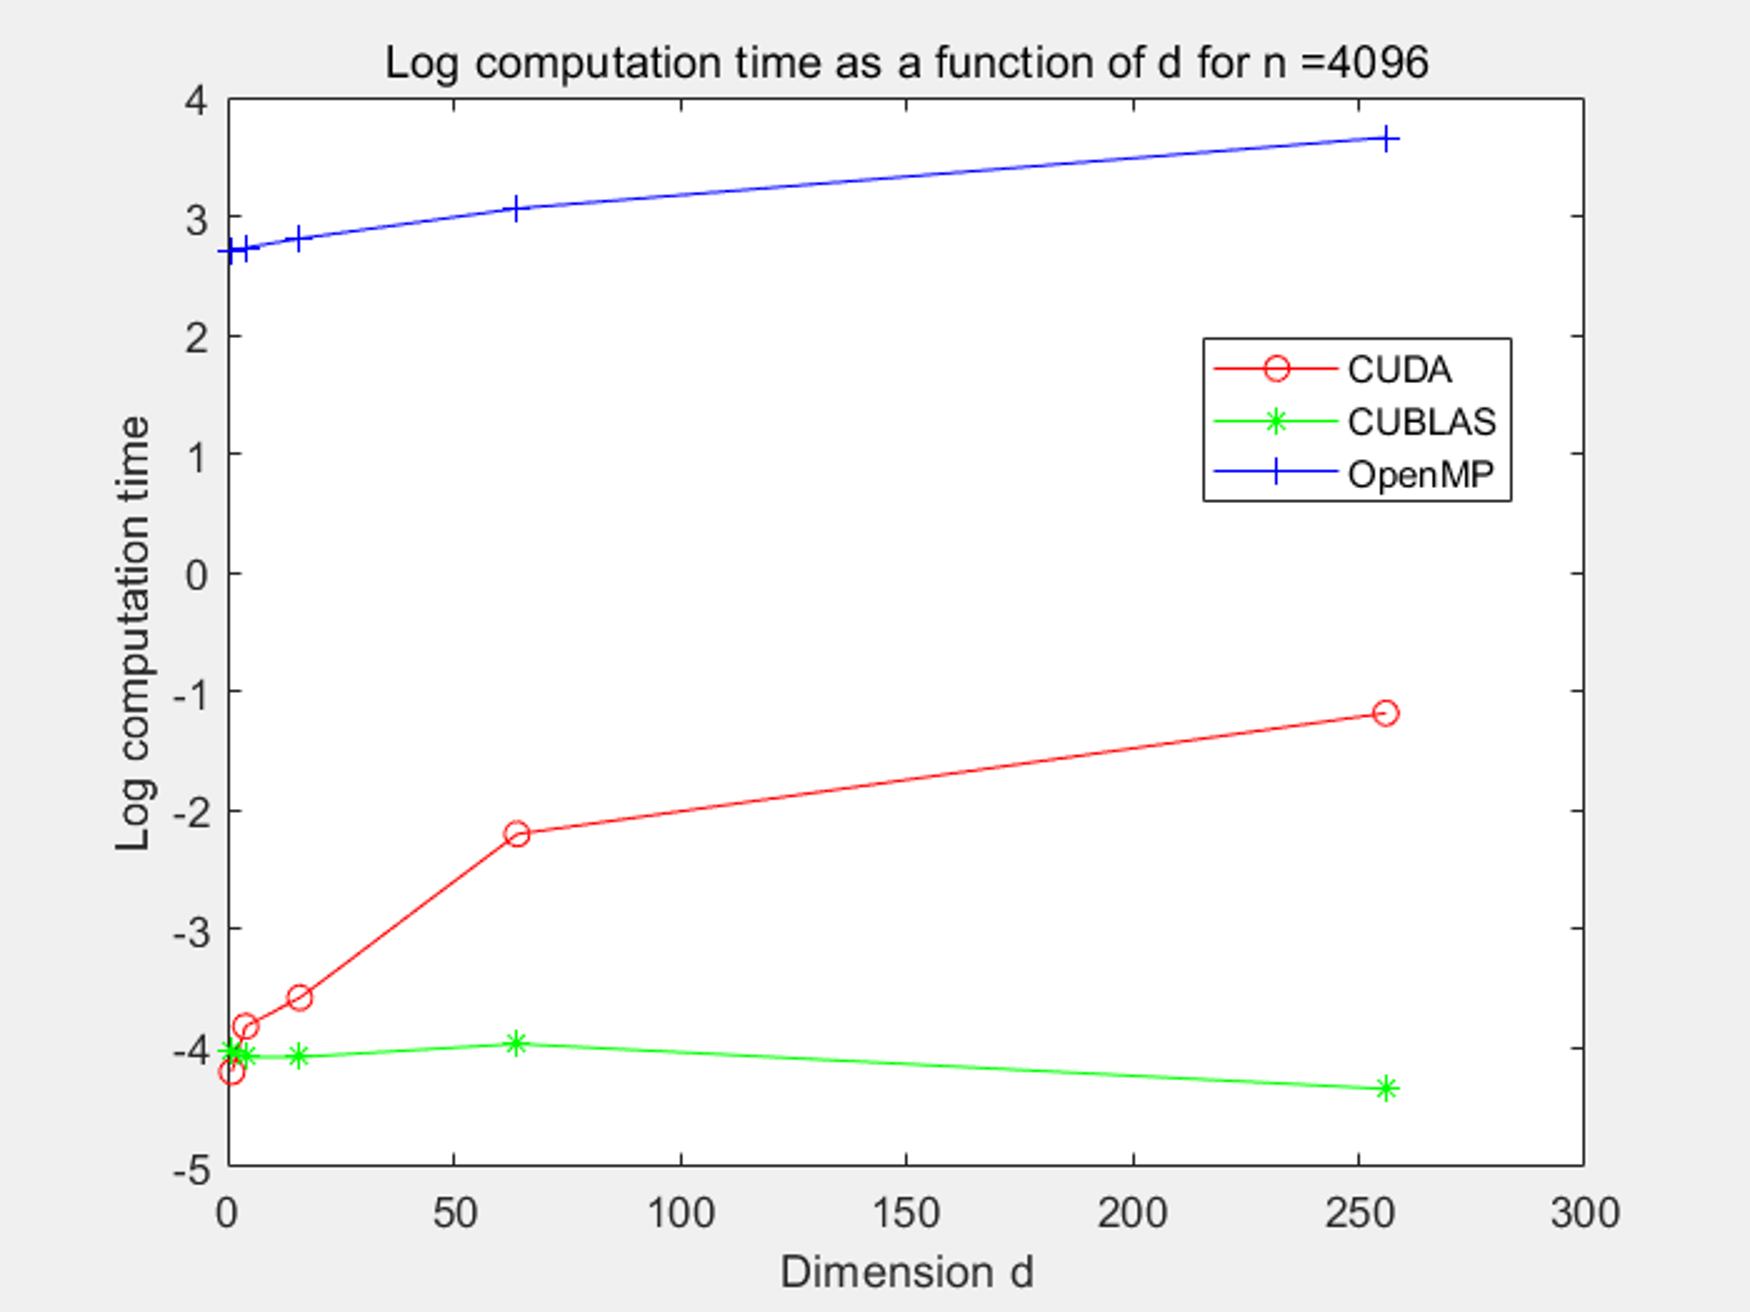 Log computation time as a function of d for n =4096
4
3
2
1
0
-1
-2
-3
-4
-5
Log computation time
CUDA
CUBLAS
OpenMP
0 50 100 150 200 250 300
Dimension d